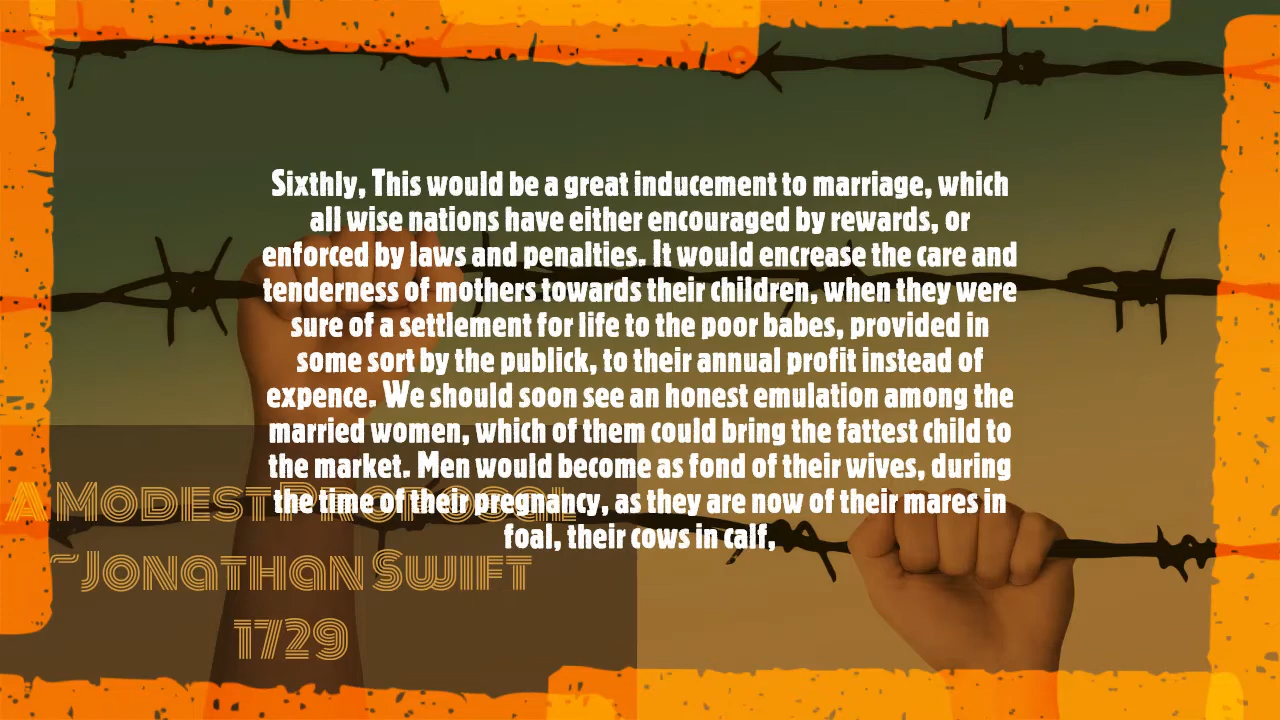 Sixthly, This would be a great inducement to marriage, which
all wise nations have either encouraged by rewards, or
enforced by laws and penalties. It would encrease the care and
tenderness of mothers towards their children, when they were
sure of a settlement for life to the poor babes, provided in
some sort by the publick, to their annual profit instead of
expence. We should soon see an honest emulation among the
married women, which of them could bring the fattest child to
the market. Men would become as fond of their wives, during
the time of their pregnancy, as they are now of their mares in
foal, their cows in calf,
A Modest Proposal
~Jonathan Swift
1729